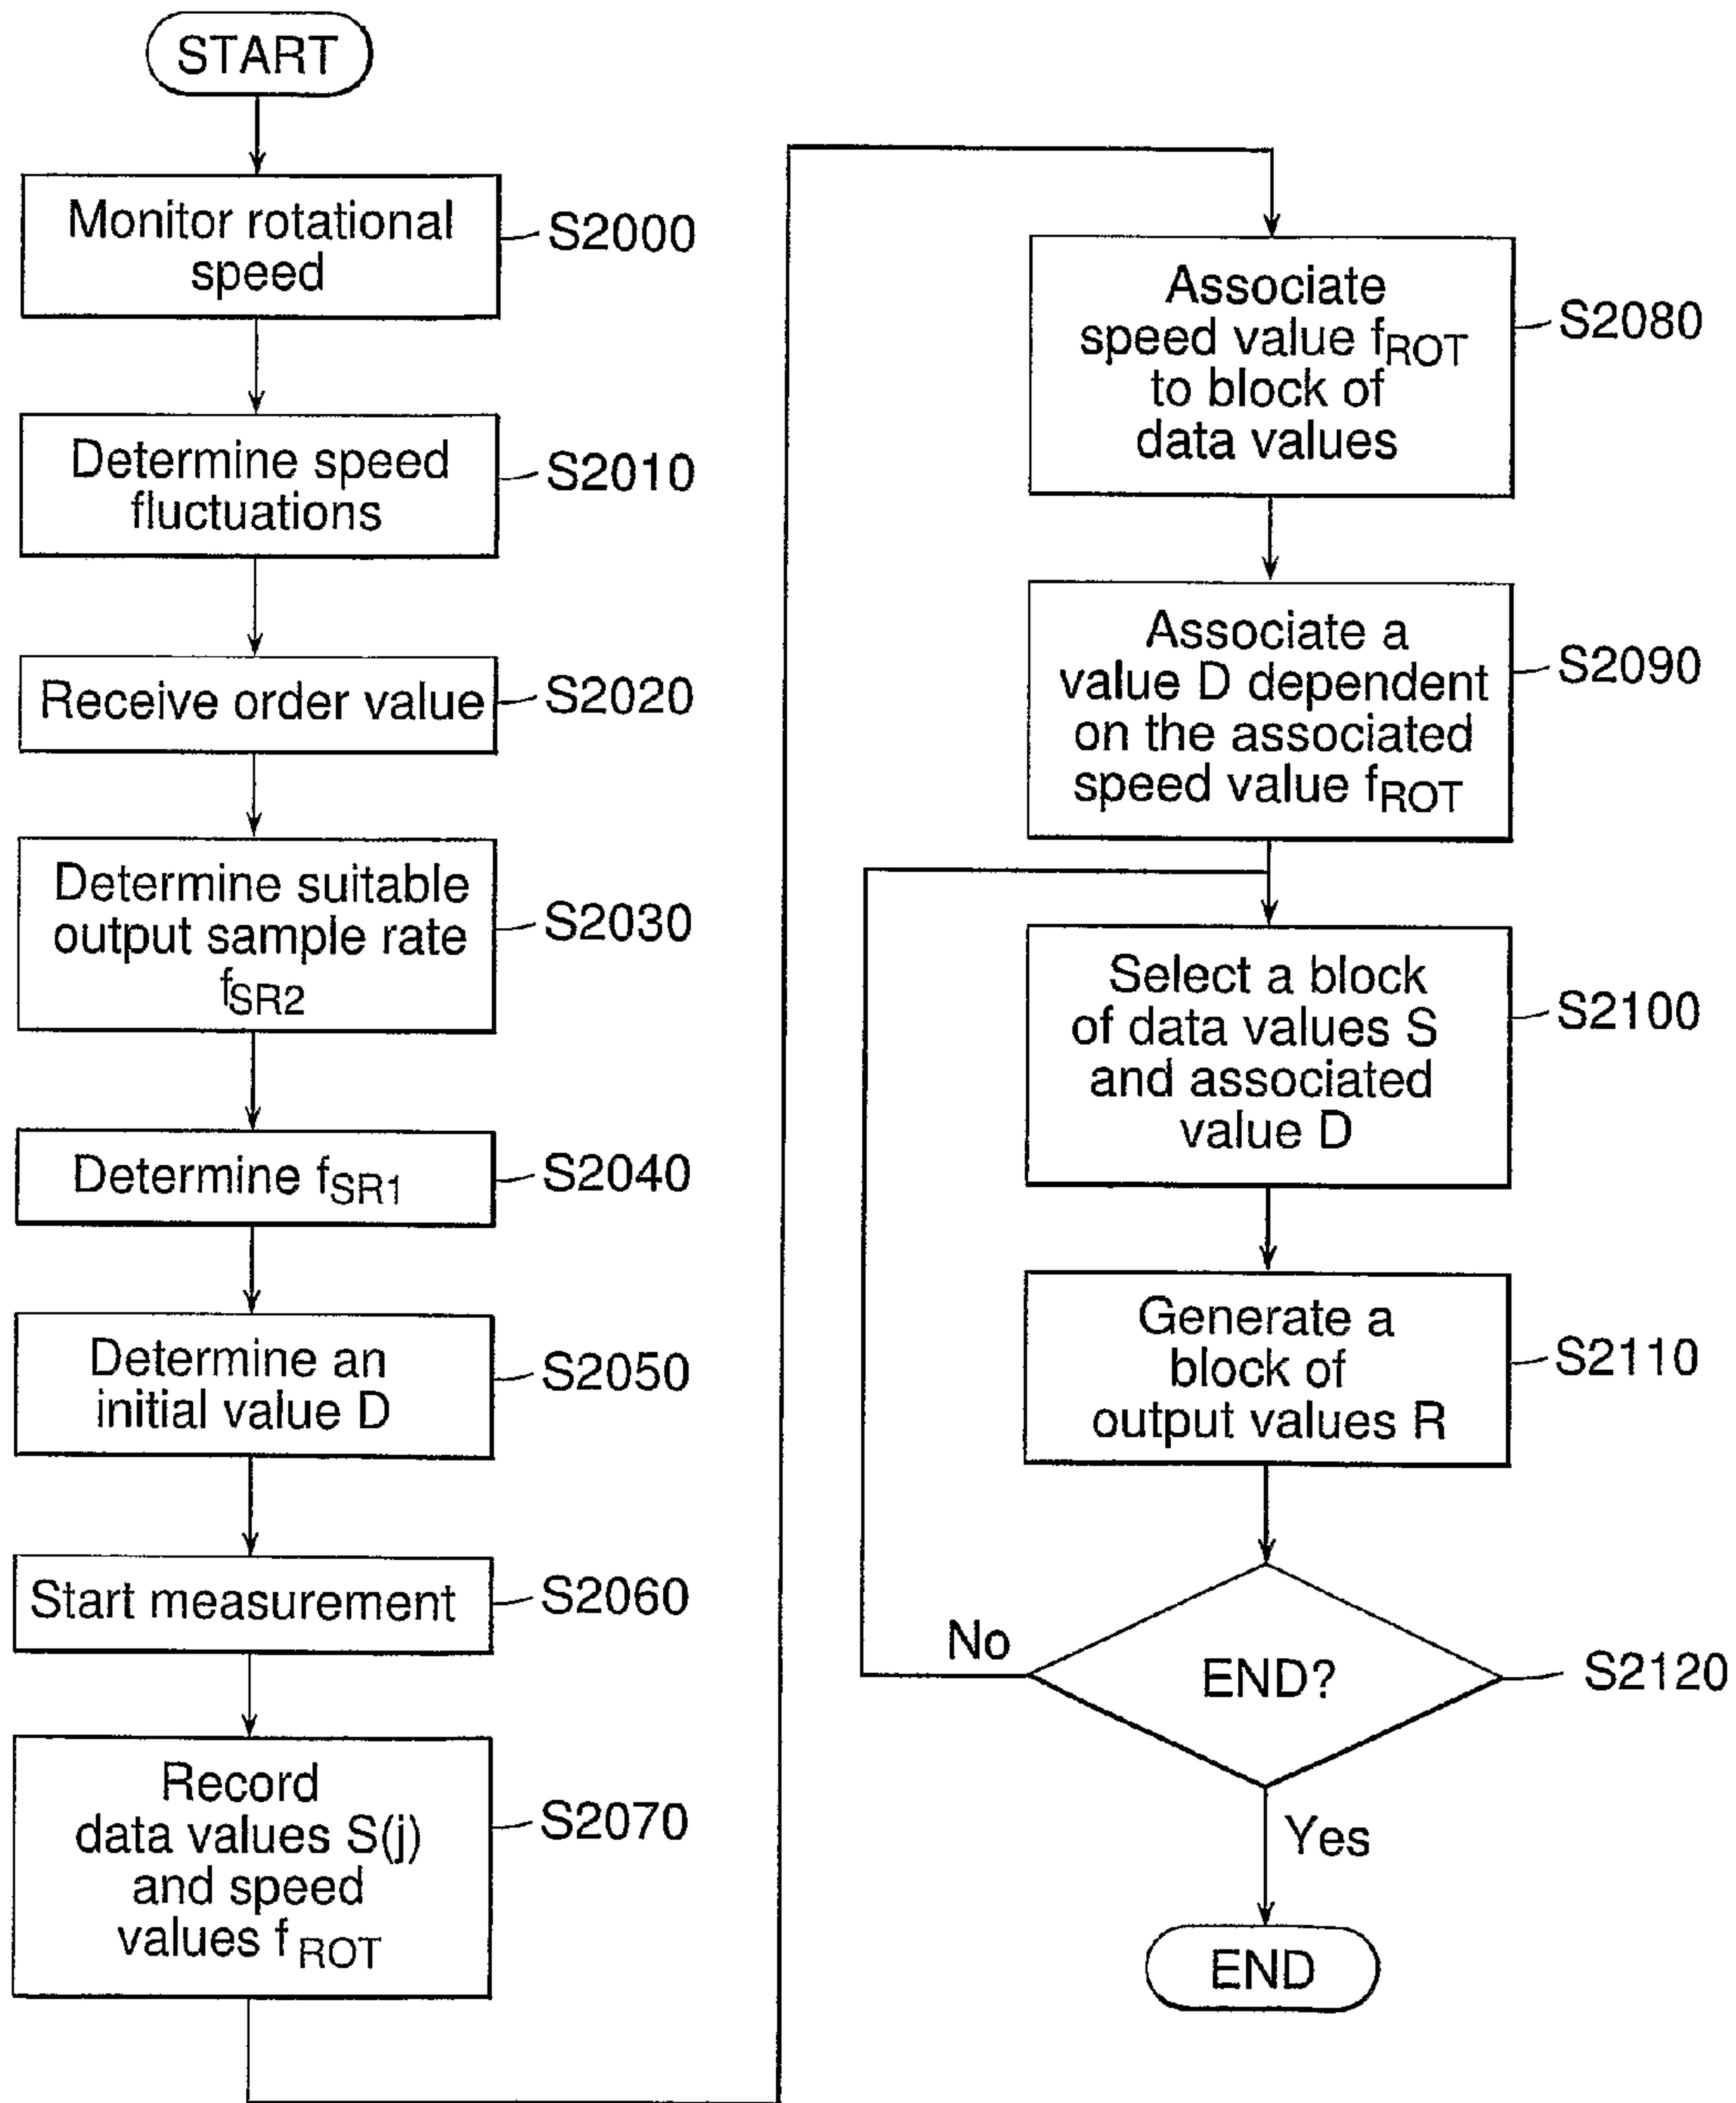 START
Monitor rotational
speed
S2000
Determine speed
fluctuations
S2010
Receive order value
S2020
Determine suitable
output sample rate
fSR2
S2030
Determine fSR1
S2040
Determine an
initial value D
S2050
Start measurement
S2060
Record
data values S(j)
and speed
values fROT
S2070
Associate
speed value fROT
to block of
data values
S2080
Associate a
value D dependent
on the associated
speed value fROT
S2090
Select a block
of data values S
and associated
value D
S2100
Generate a
block of
output values R
S2110
No
END?
S2120
Yes
END